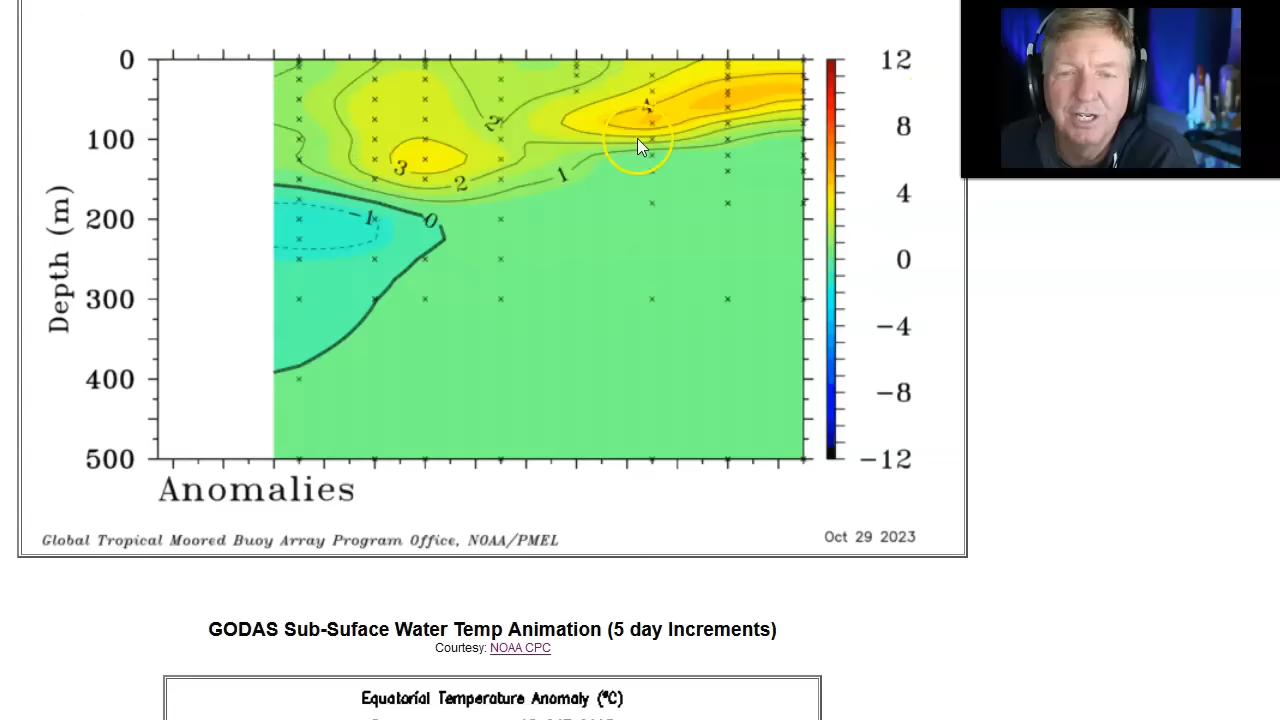 0
100
200
300
400
500
Depth (m)
2
3
2
1
-1
0
4
12
8
4
0
-4
-8
-12
Anomalies
Global Tropical Moored Buoy Array Program Office, NOAA/PMEL
Oct 29 2023
GODAS Sub-Suface Water Temp Animation (5 day Increments)
Courtesy: NOAA CPC
Equatorial Temperature Anomaly (°C)